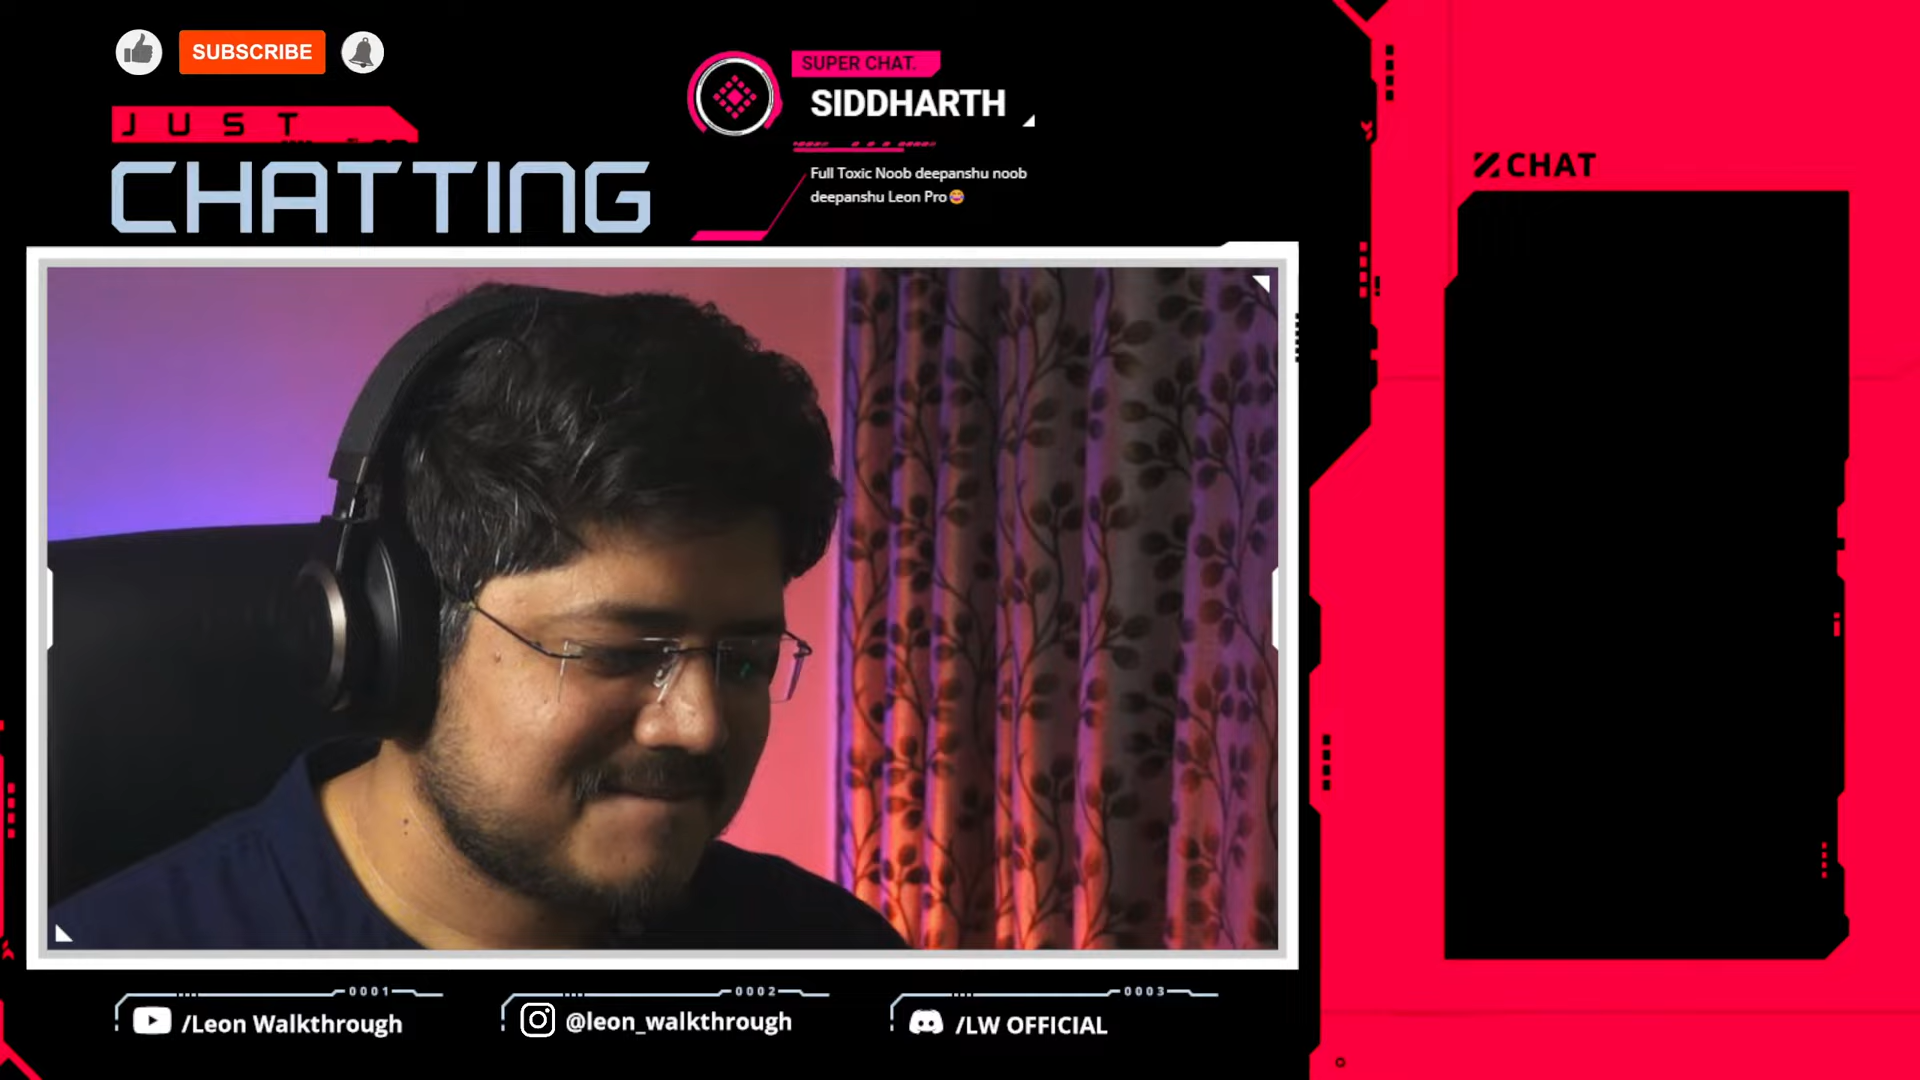 SUBSCRIBE
JUST
CHATTING
SUPER CHAT.
SIDDHARTH
Full Toxic Noob deepanshu noob
deepanshu Leon Pro😂
CHAT
0001
/Leon Walkthrough
0002
@leon_walkthrough
0003
/LW OFFICIAL